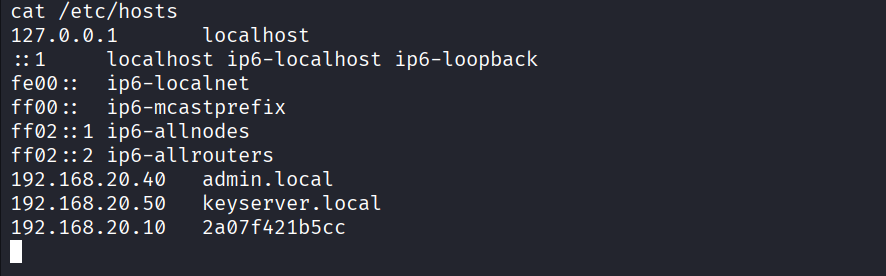 cat /etc/hosts
127.0.0.1 localhost
::1 localhost ip6-localhost ip6-loopback
fe00:: ip6-localnet
ff00:: ip6-mcastprefix
ff02::1 ip6-allnodes
ff02::2 ip6-allrouters
192.168.20.40 admin.local
192.168.20.50 keyserver.local
192.168.20.10 2a07f421b5cc